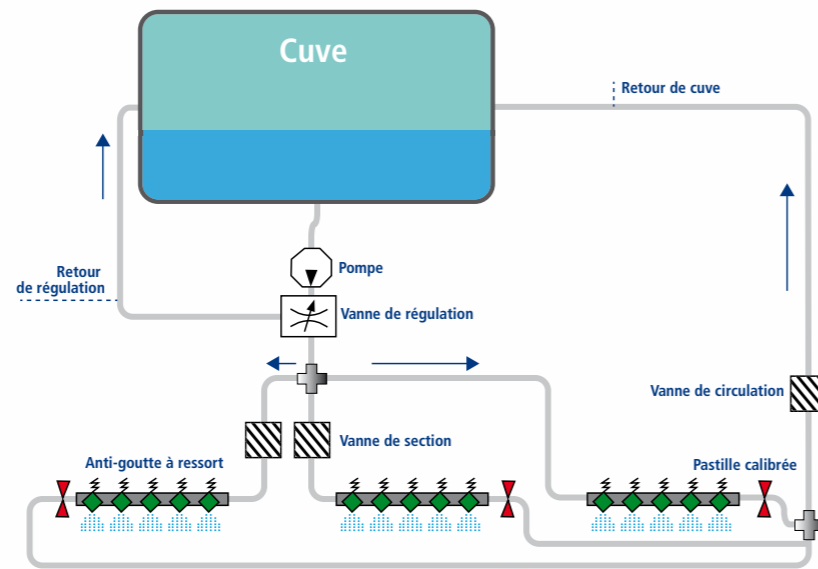 Cuve
Retour de cuve
Pompe
Retour
de régulation
Vanne de régulation
Vanne de circulation
Vanne de section
Anti-goutte à ressort
Pastille calibrée